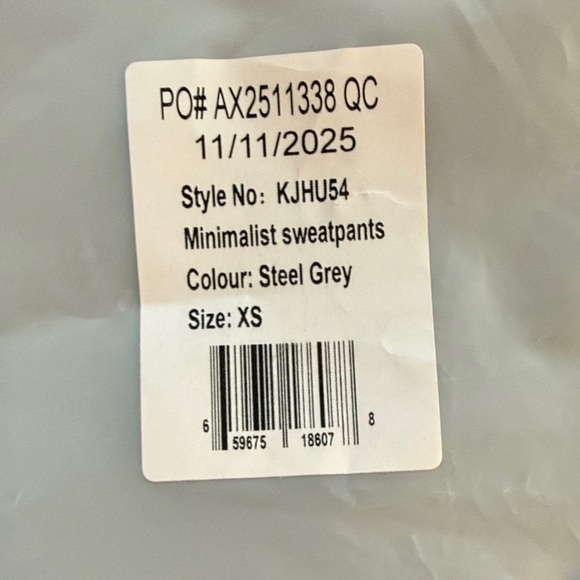 PO# AX2511338 QC
11/11/2025
Style No: KJHU54
Minimalist sweatpants
Colour: Steel Grey
Size: XS
6 59675 18607 8